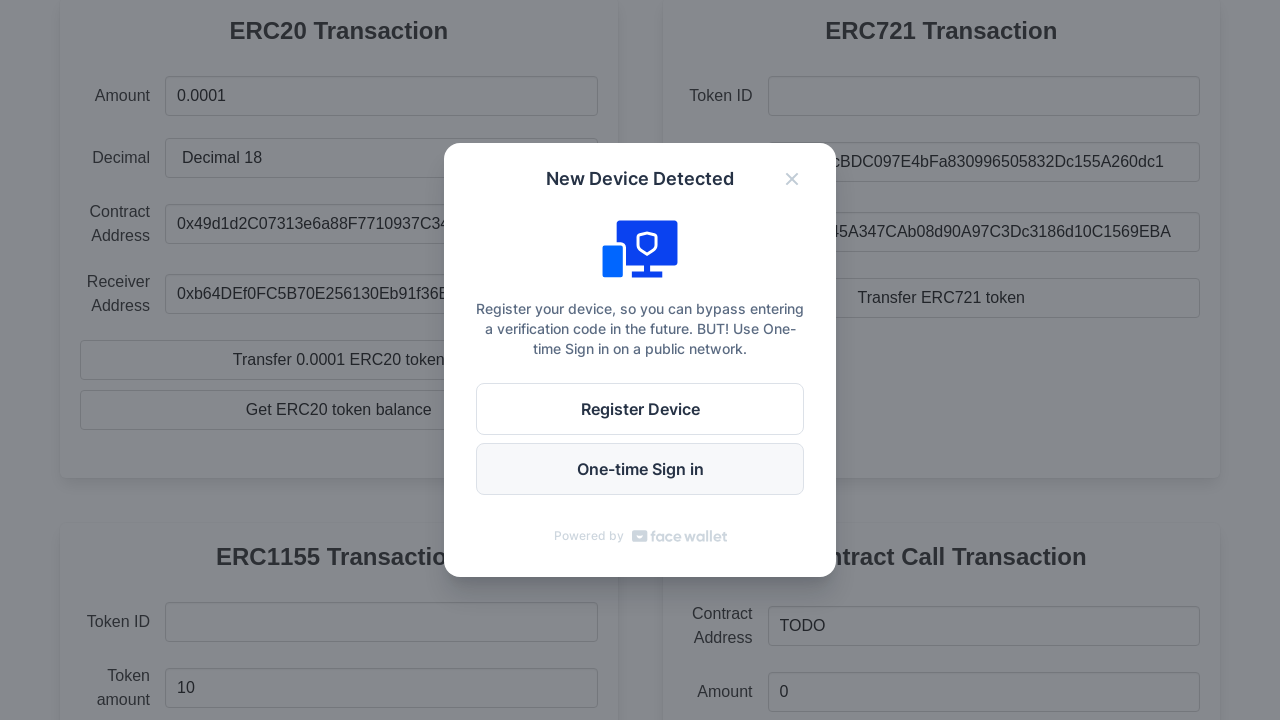 ERC20 Transaction
Amount
0.0001
Decimal
Decimal 18
Contract
Address
0x49d1d2C07313e6a88F7710937C34
Receiver
Address
Transfer 0.0001 ERC20 token
Get ERC20 token balance
ERC721 Transaction
Token ID
cBDC097E4bFa830996505832Dc155A260dc1
45A347CAb08d90A97C3Dc3186d10C1569EBA
Transfer ERC721 token
New Device Detected
Register your device, so you can bypass entering
a verification code in the future. BUT! Use One-
time Sign in on a public network.
Register Device
One-time Sign in
Powered by face wallet
ERC1155 Transactio
Token ID
Token
amount
10
ntract Call Transaction
Contract
Address
TODO
Amount
0